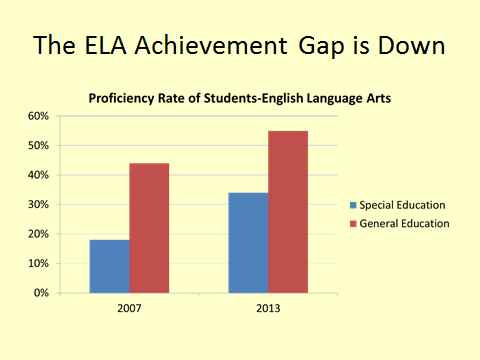 The ELA Achievement Gap is Down
Proficiency Rate of Students-English Language Arts
60%
50%
40%
30%
20%
10%
0%
2007
2013
Special Education
General Education